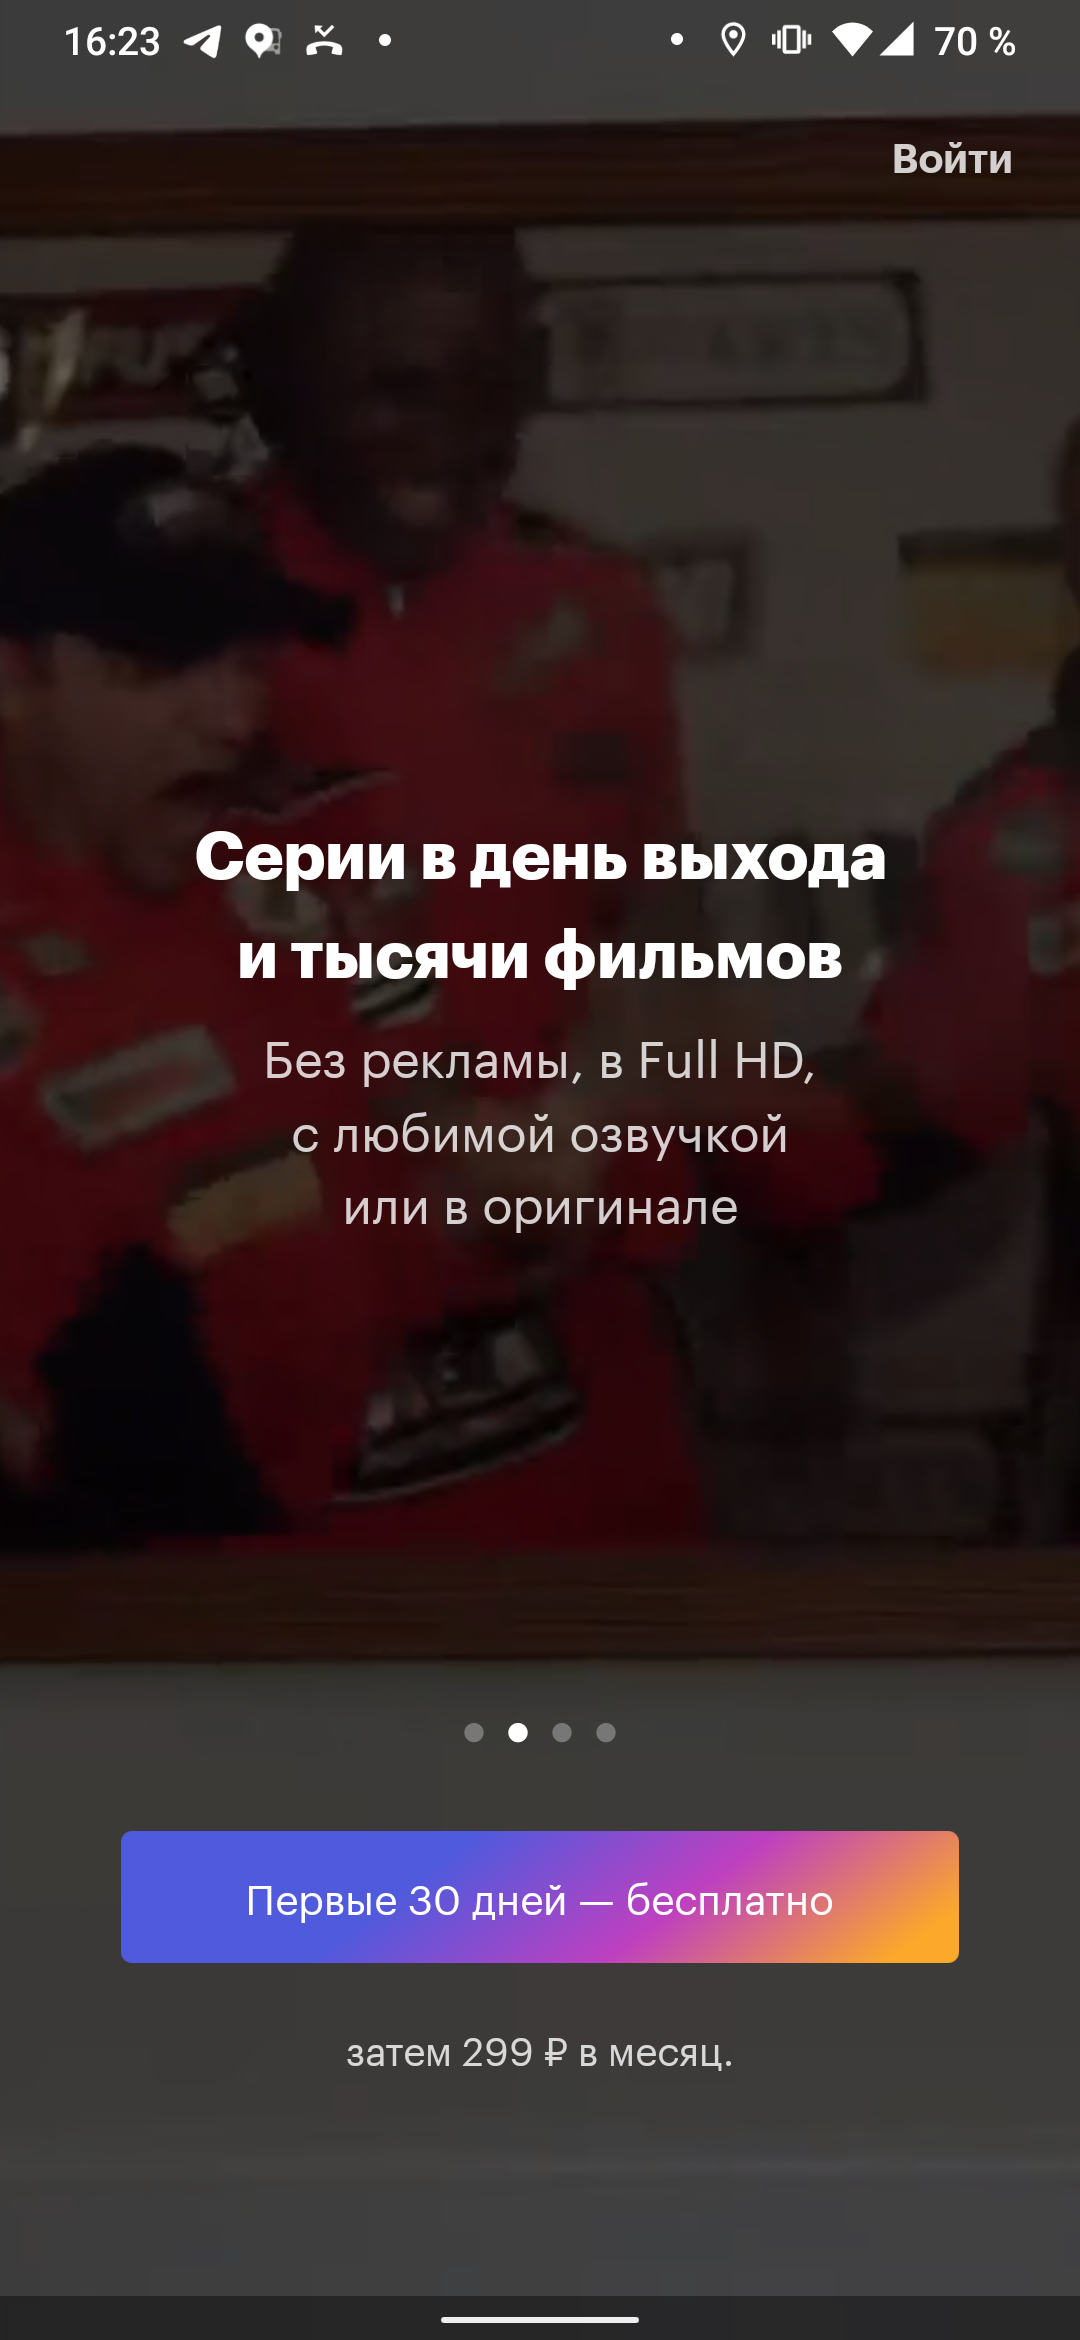 16:23
70 %
Войти
Серии в день выхода
и тысячи фильмов
Без рекламы, в Full HD,
с любимой озвучкой
или в оригинале
Первые 30 дней — бесплатно
затем 299 ₽ в месяц.